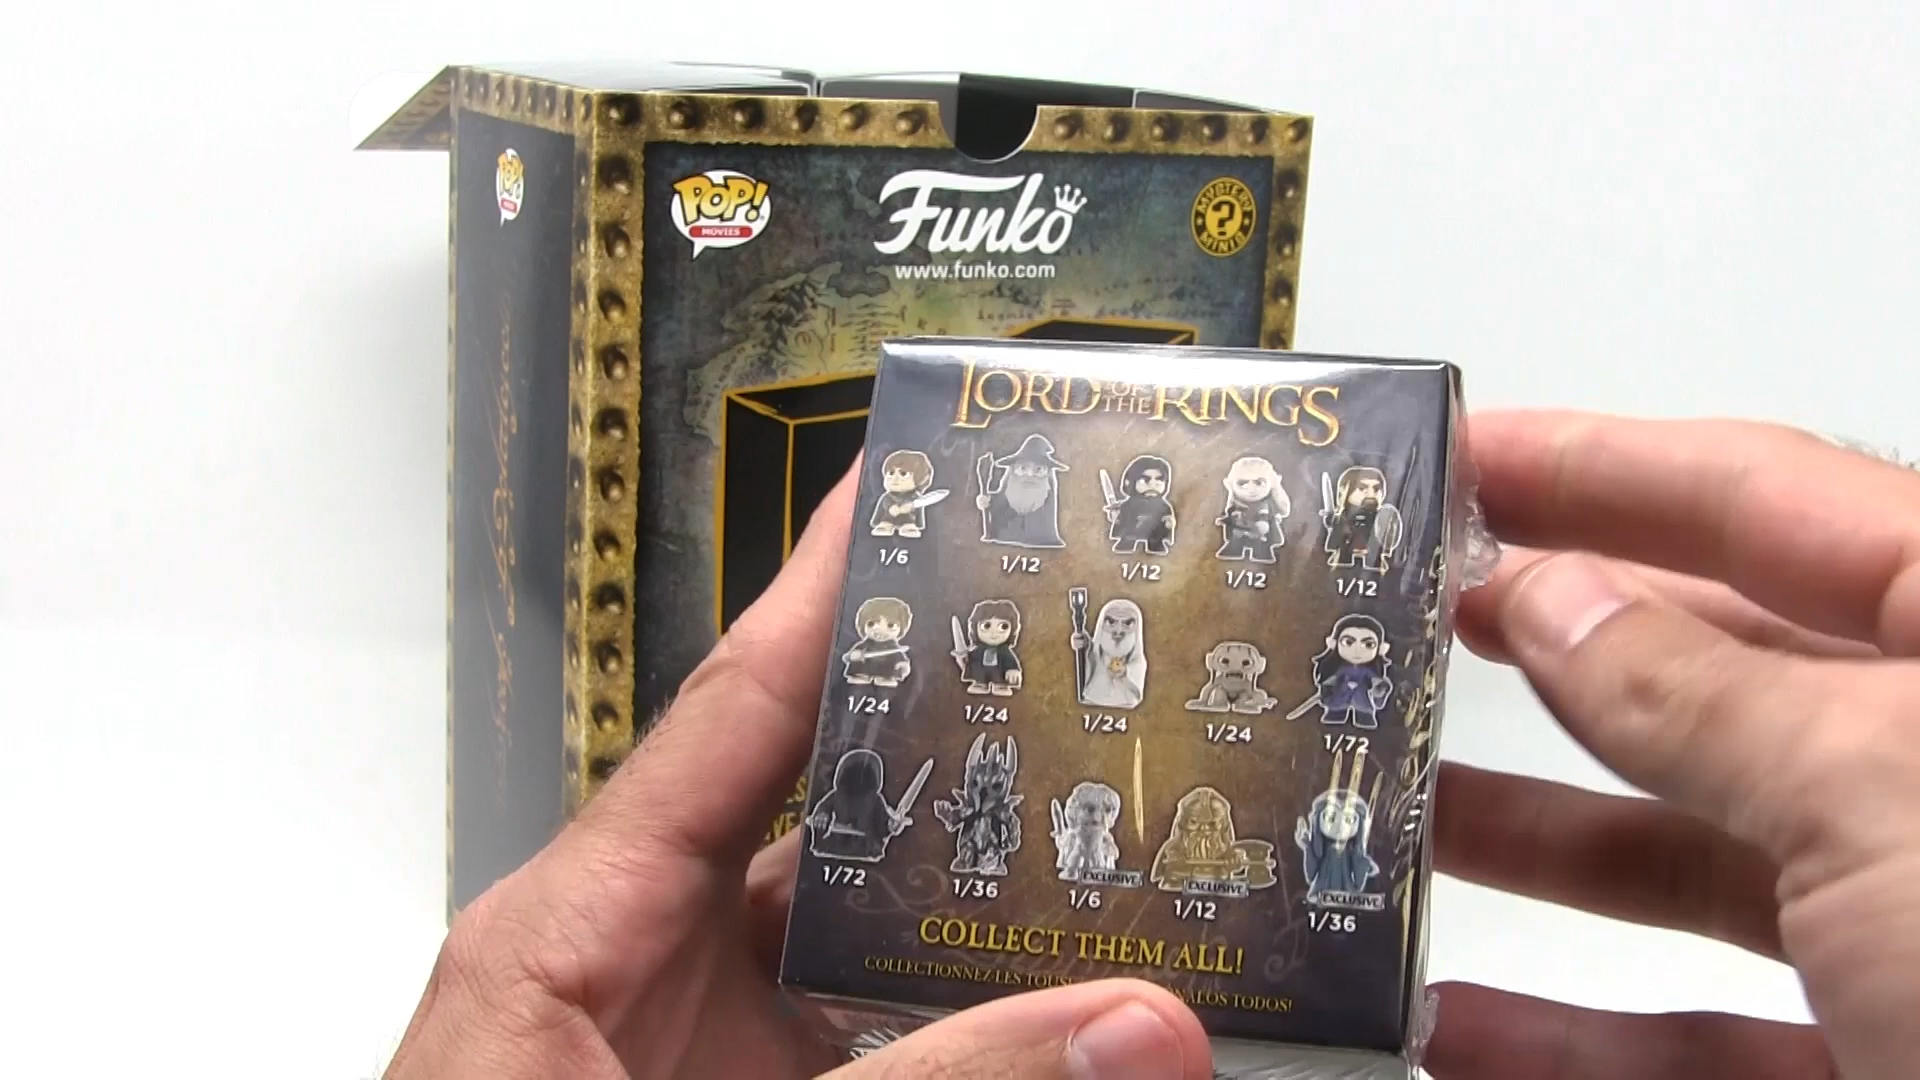 POP!
MOVIES
Funko
www.funko.com
MYSTERY
?
MINIS
POP!
LORD OF THE RINGS
1/6
1/12
1/12
1/12
1/12
1/24
1/24
1/24
1/24
1/72
1/72
1/36
EXCLUSIVE
1/6
EXCLUSIVE
1/12
EXCLUSIVE
1/36
COLLECT THEM ALL!
COLLECTIONNEZ LES TOUS!
TODOS!